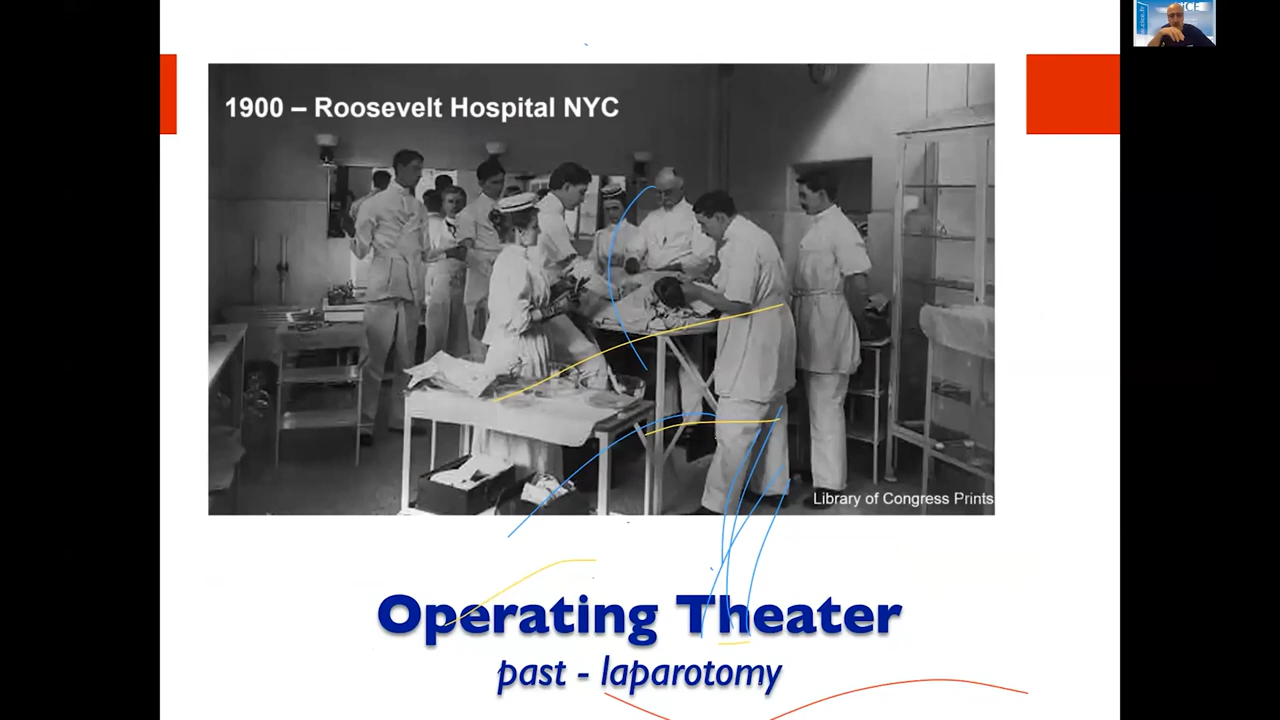 1900 – Roosevelt Hospital NYC
Library of Congress Prints
Operating Theater
past - laparotomy